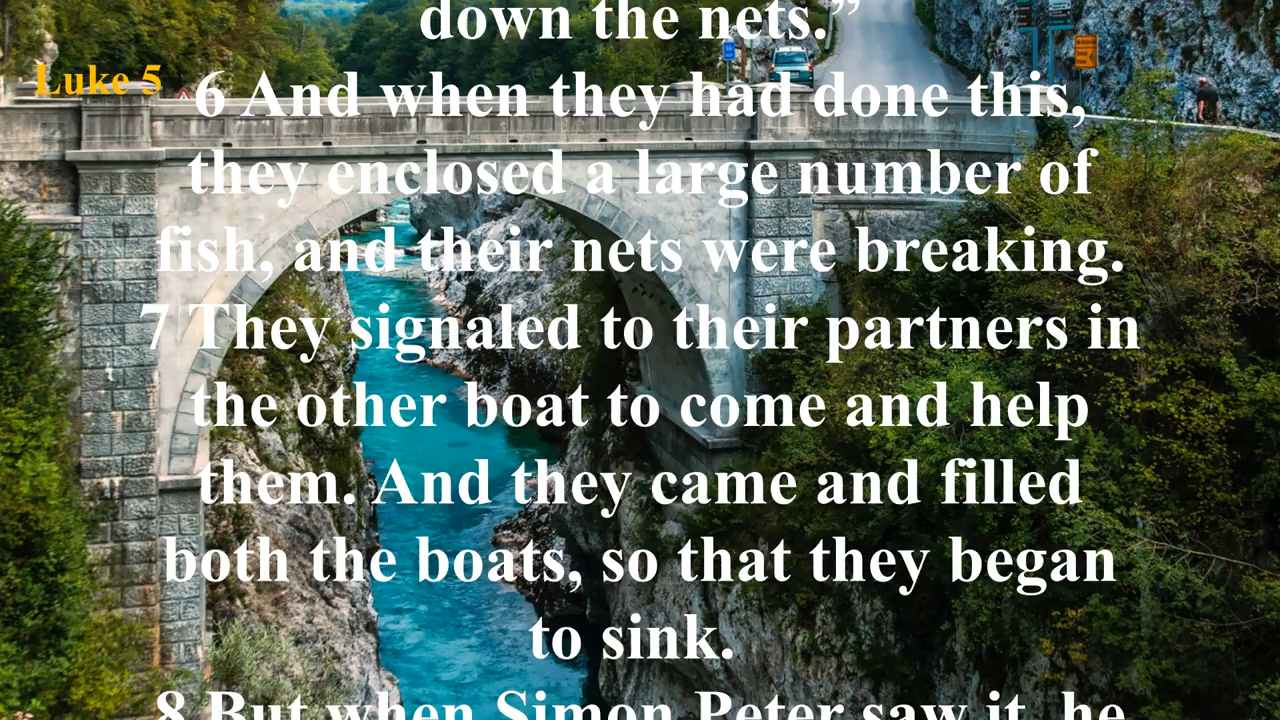 down the nets.”
Luke 5
6 And when they had done this,
they enclosed a large number of
fish, and their nets were breaking.
7 They signaled to their partners in
the other boat to come and help
them. And they came and filled
both the boats, so that they began
to sink.
8 But when Simon Peter saw it, he